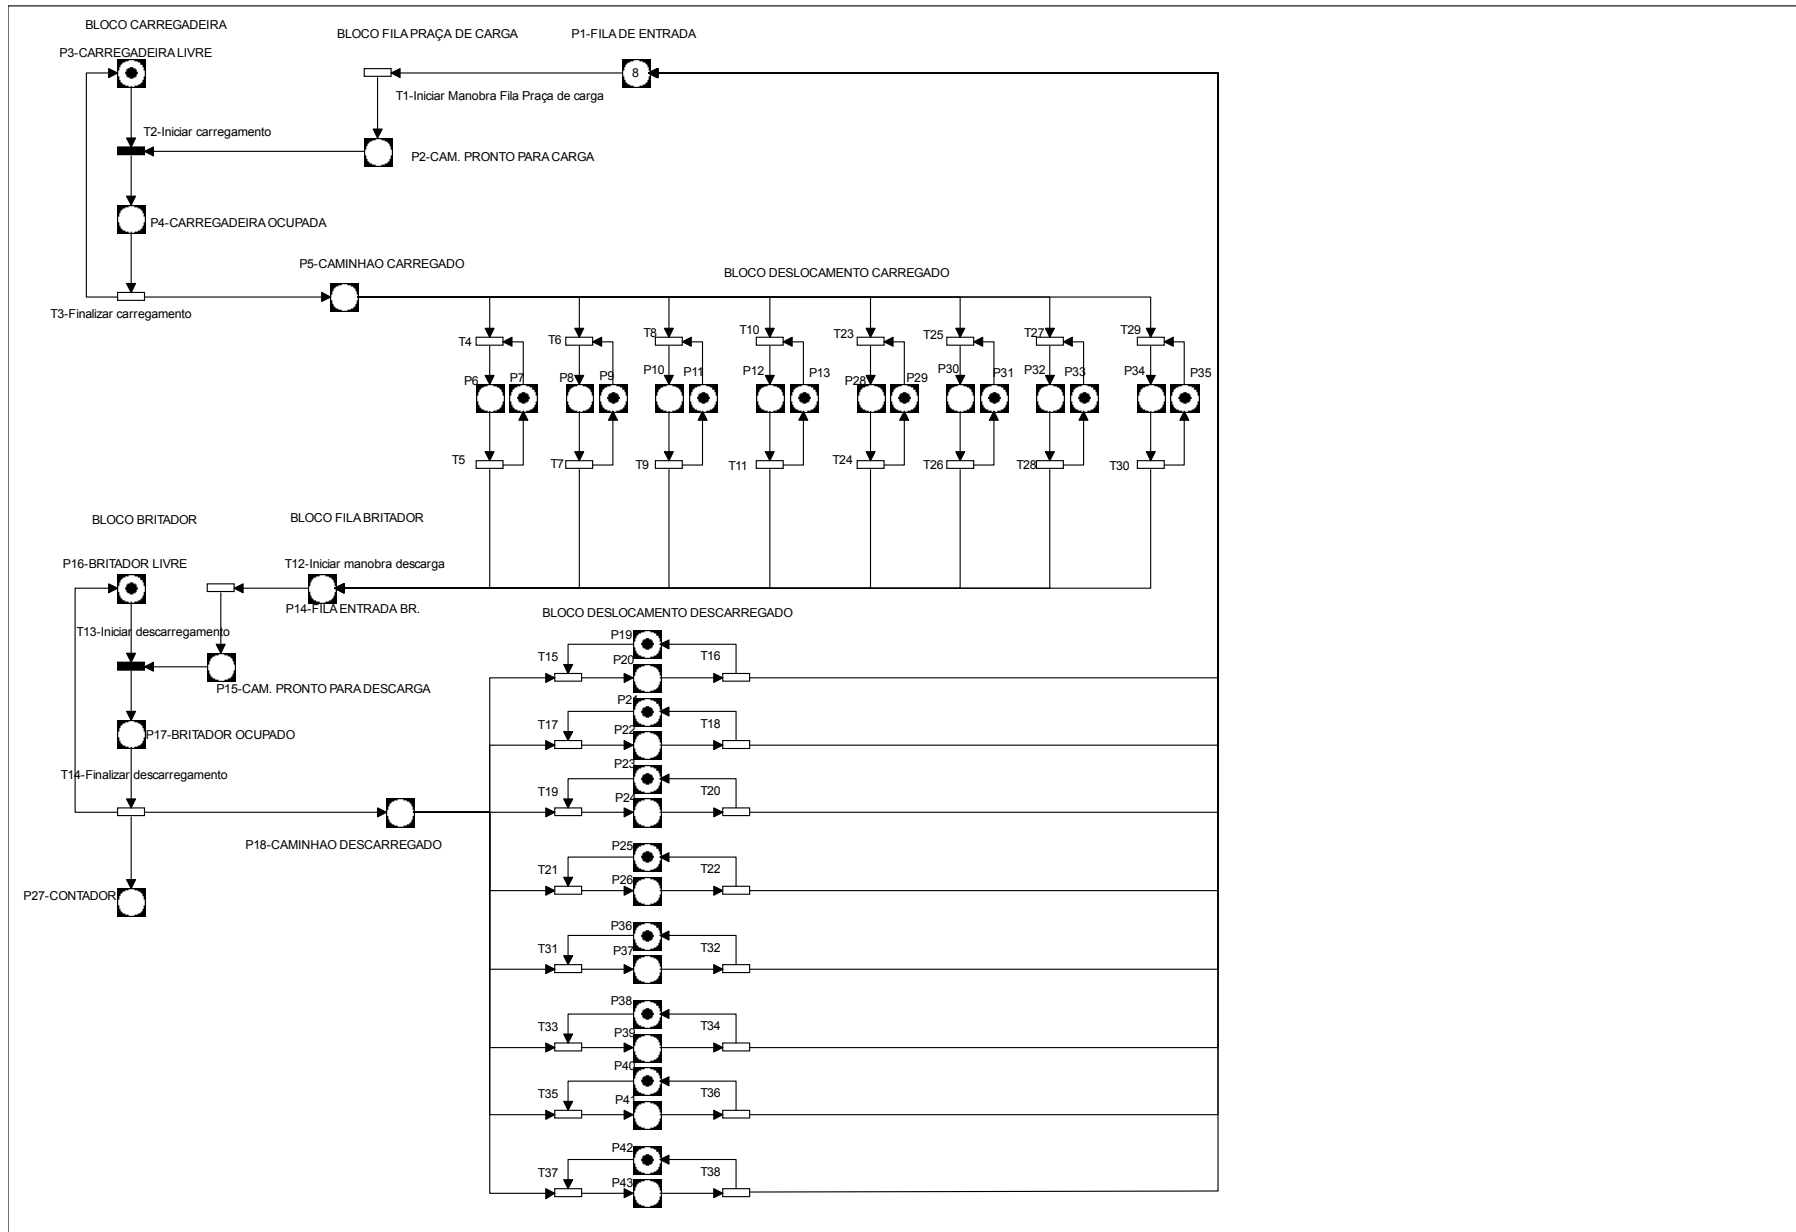 BLOCO CARREGADEIRA
BLOCO FILA PRAÇA DE CARGA
P1-FILA DE ENTRADA
P3-CARREGADEIRA LIVRE
8
T1-Iniciar Manobra Fila Praça de carga
T2-Iniciar carregamento
P2-CAM. PRONTO PARA CARGA
P4-CARREGADEIRA OCUPADA
P5-CAMINHAO CARREGADO
BLOCO DESLOCAMENTO CARREGADO
T3-Finalizar carregamento
T4 T6 T8 T10 T23 T25 T27 T29
P6 P7 P8 P9 P10 P11 P12 P13 P28 P29 P30 P31 P32 P33 P34 P35
T5 T7 T9 T11 T24 T26 T28 T30
BLOCO BRITADOR
BLOCO FILA BRITADOR
P16-BRITADOR LIVRE
T12-Iniciar manobra descarga
P14-FILA ENTRADA BR.
BLOCO DESLOCAMENTO DESCARREGADO
T13-Iniciar descarregamento
P19
T15 P20 T16
P15-CAM. PRONTO PARA DESCARGA
P21
T17 P22 T18
P17-BRITADOR OCUPADO
P23
T14-Finalizar descarregamento
T19 P24 T20
P18-CAMINHAO DESCARREGADO
P25
T21 P26 T22
P27-CONTADOR
P36
T31 P37 T32
P38
T33 P39 T34
P40
T35 P41 T36
P42
T37 P43 T38